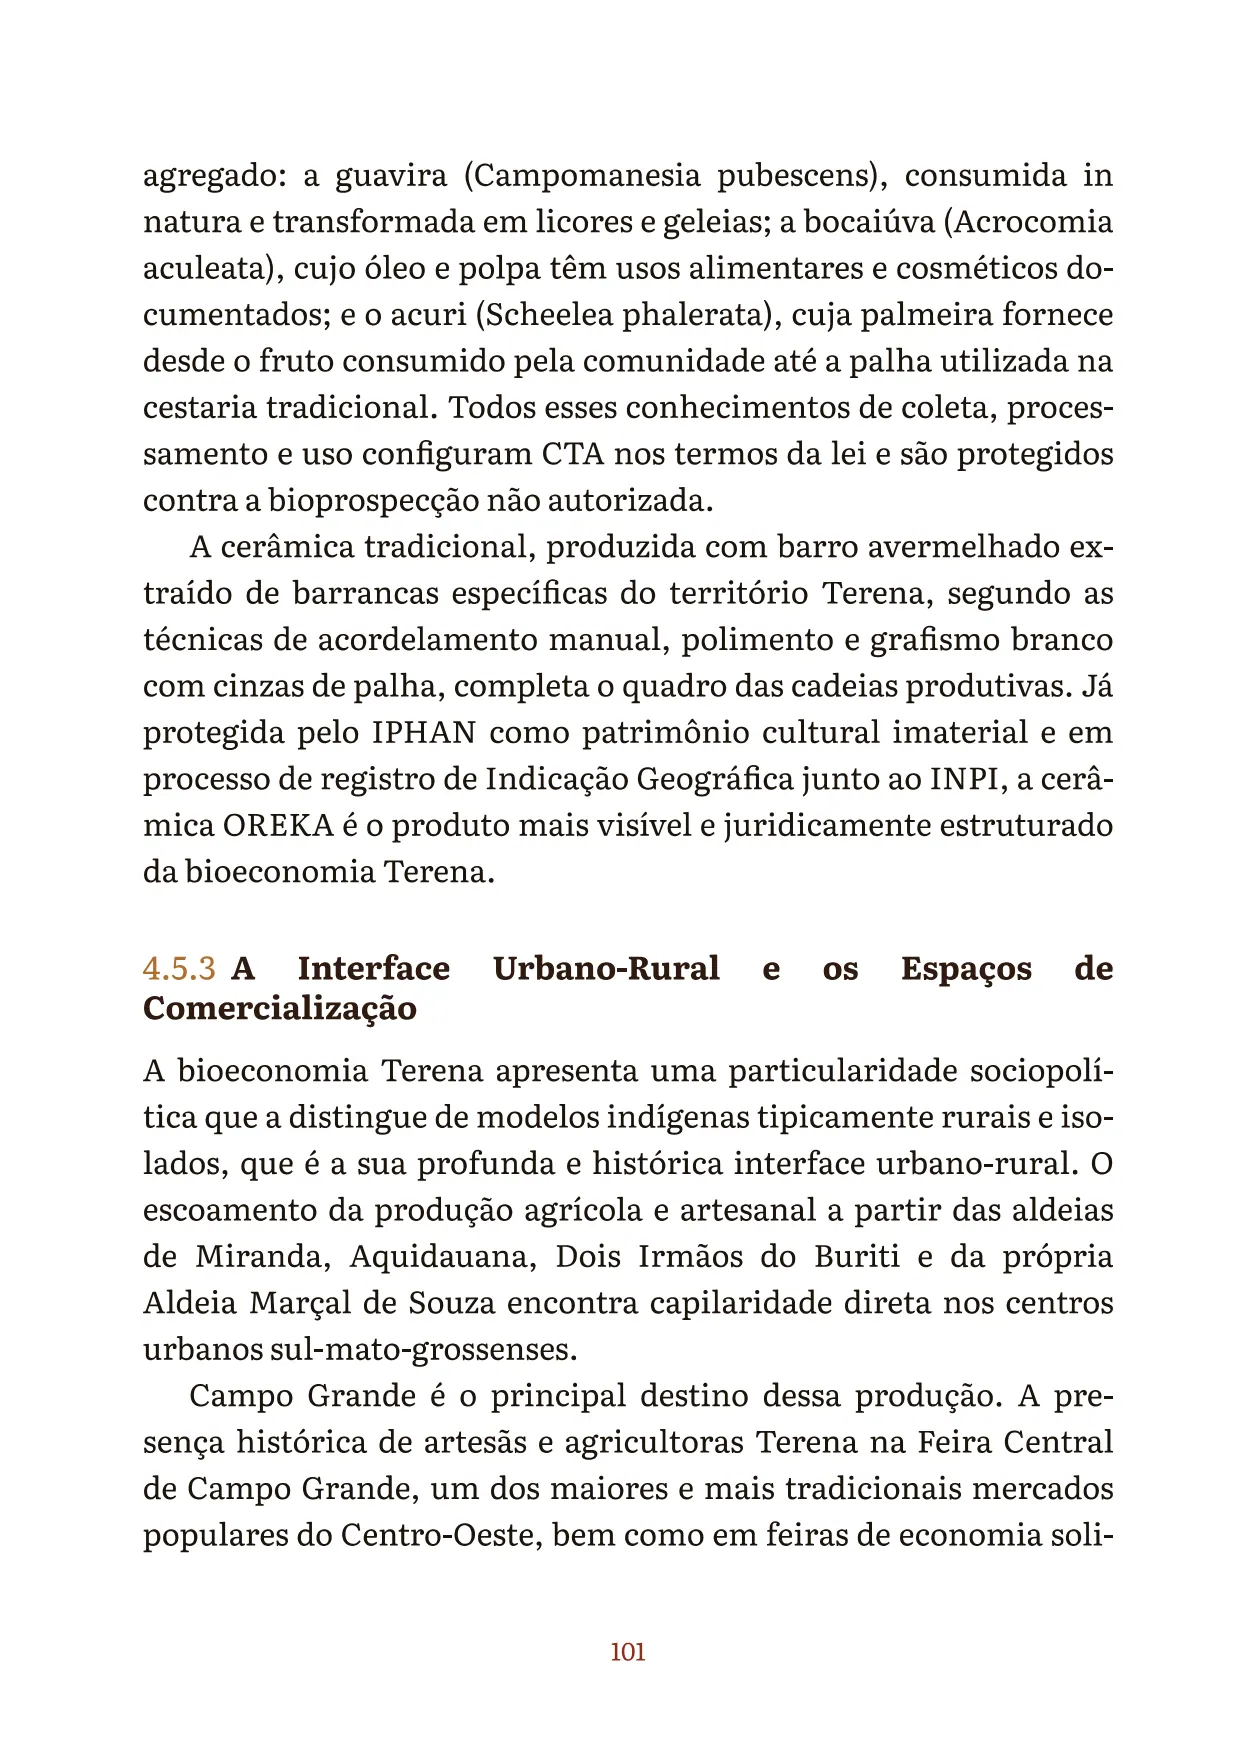 agregado: a guavira (Campomanesia pubescens), consumida in
natura e transformada em licores e geleias; a bocaiúva (Acrocomia
aculeata), cujo óleo e polpa têm usos alimentares e cosméticos do-
cumentados; e o acuri (Scheelea phalerata), cuja palmeira fornece
desde o fruto consumido pela comunidade até a palha utilizada na
cestaria tradicional. Todos esses conhecimentos de coleta, proces-
samento e uso configuram CTA nos termos da lei e são protegidos
contra a bioprospecção não autorizada.
A cerâmica tradicional, produzida com barro avermelhado ex-
traído de barrancas específicas do território Terena, segundo as
técnicas de acordelamento manual, polimento e grafismo branco
com cinzas de palha, completa o quadro das cadeias produtivas. Já
protegida pelo IPHAN como patrimônio cultural imaterial e em
processo de registro de Indicação Geográfica junto ao INPI, a cerâ-
mica OREKA é o produto mais visível e juridicamente estruturado
da bioeconomia Terena.
4.5.3 A Interface Urbano-Rural e os Espaços de
Comercialização
A bioeconomia Terena apresenta uma particularidade sociopolí-
tica que a distingue de modelos indígenas tipicamente rurais e iso-
lados, que é a sua profunda e histórica interface urbano-rural. O
escoamento da produção agrícola e artesanal a partir das aldeias
de Miranda, Aquidauana, Dois Irmãos do Buriti e da própria
Aldeia Marçal de Souza encontra capilaridade direta nos centros
urbanos sul-mato-grossenses.
Campo Grande é o principal destino dessa produção. A pre-
sença histórica de artesãs e agricultoras Terena na Feira Central
de Campo Grande, um dos maiores e mais tradicionais mercados
populares do Centro-Oeste, bem como em feiras de economia soli-
101